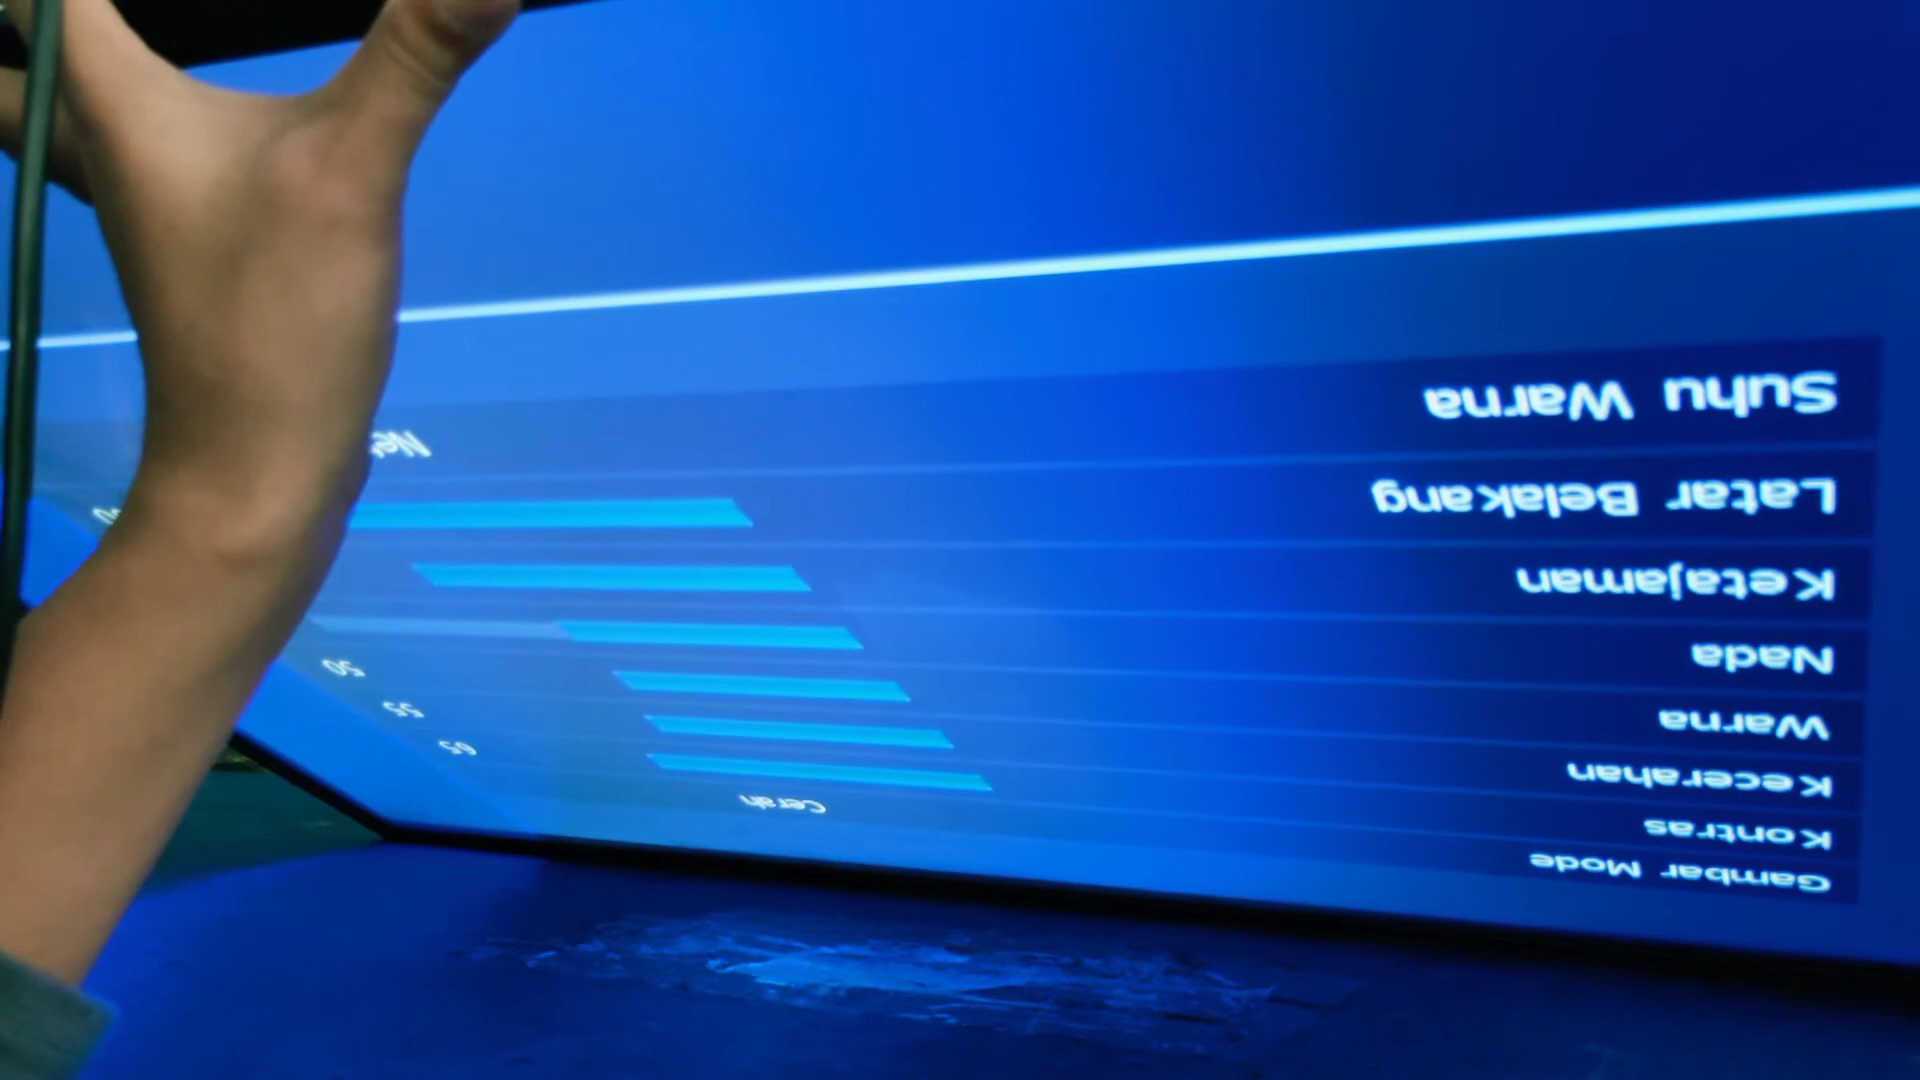 Gambar Mode
Cerah
Kontras
65
Kecerahan
55
Warna
50
Nada
Ketajaman
Latar Belakang
Suhu Warna